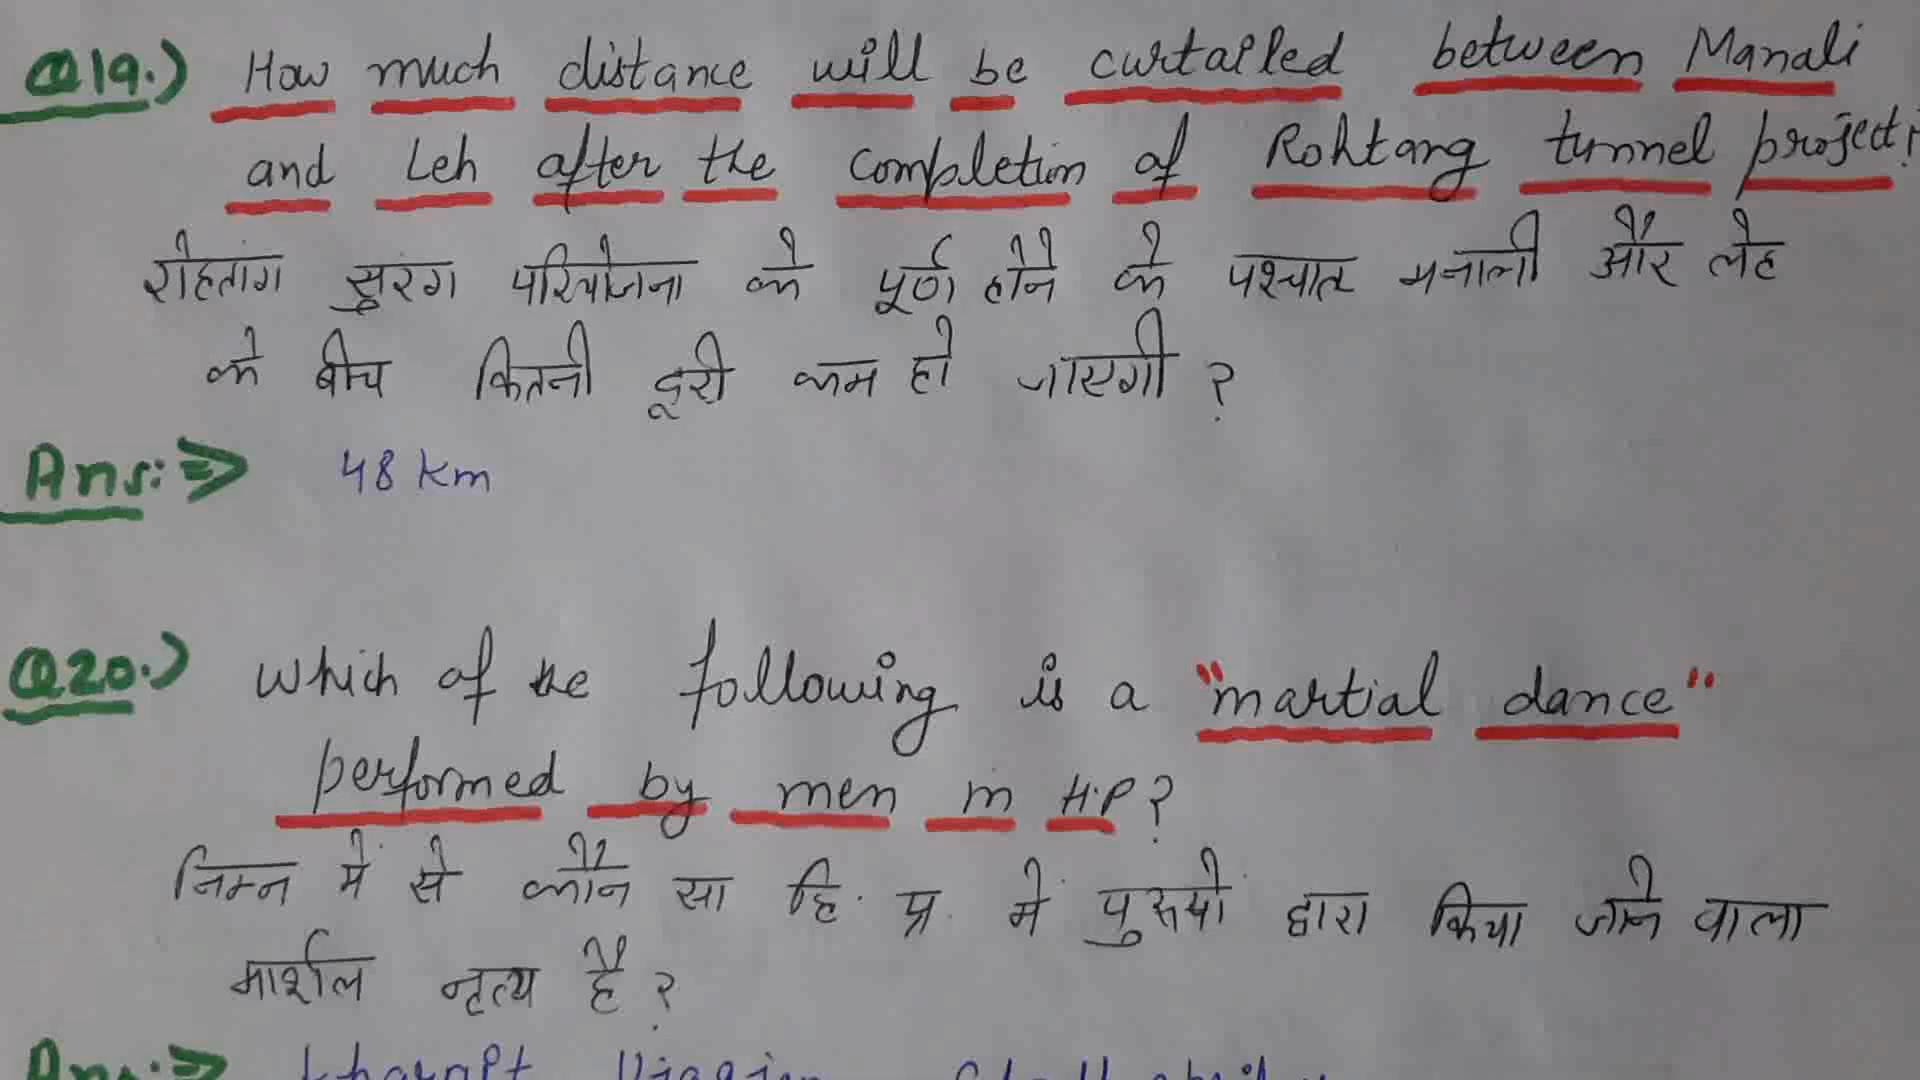 Q19.) How much distance will be curtailed between Manali
and Leh after the completion of Rohtang tunnel project?
रोहतांग सुरंग परियोजना के पूर्ण होने के पश्चात मनाली और लेह
के बीच कितनी दूरी कम हो जाएगी ?
Ans:⇒ 48 km
Q20.) Which of the following is a "martial dance"
performed by men in H.P?
निम्न में से कौन सा हि. प्र. में पुरुषों द्वारा किया जाने वाला
मार्शल नृत्य है ?
Ans:⇒